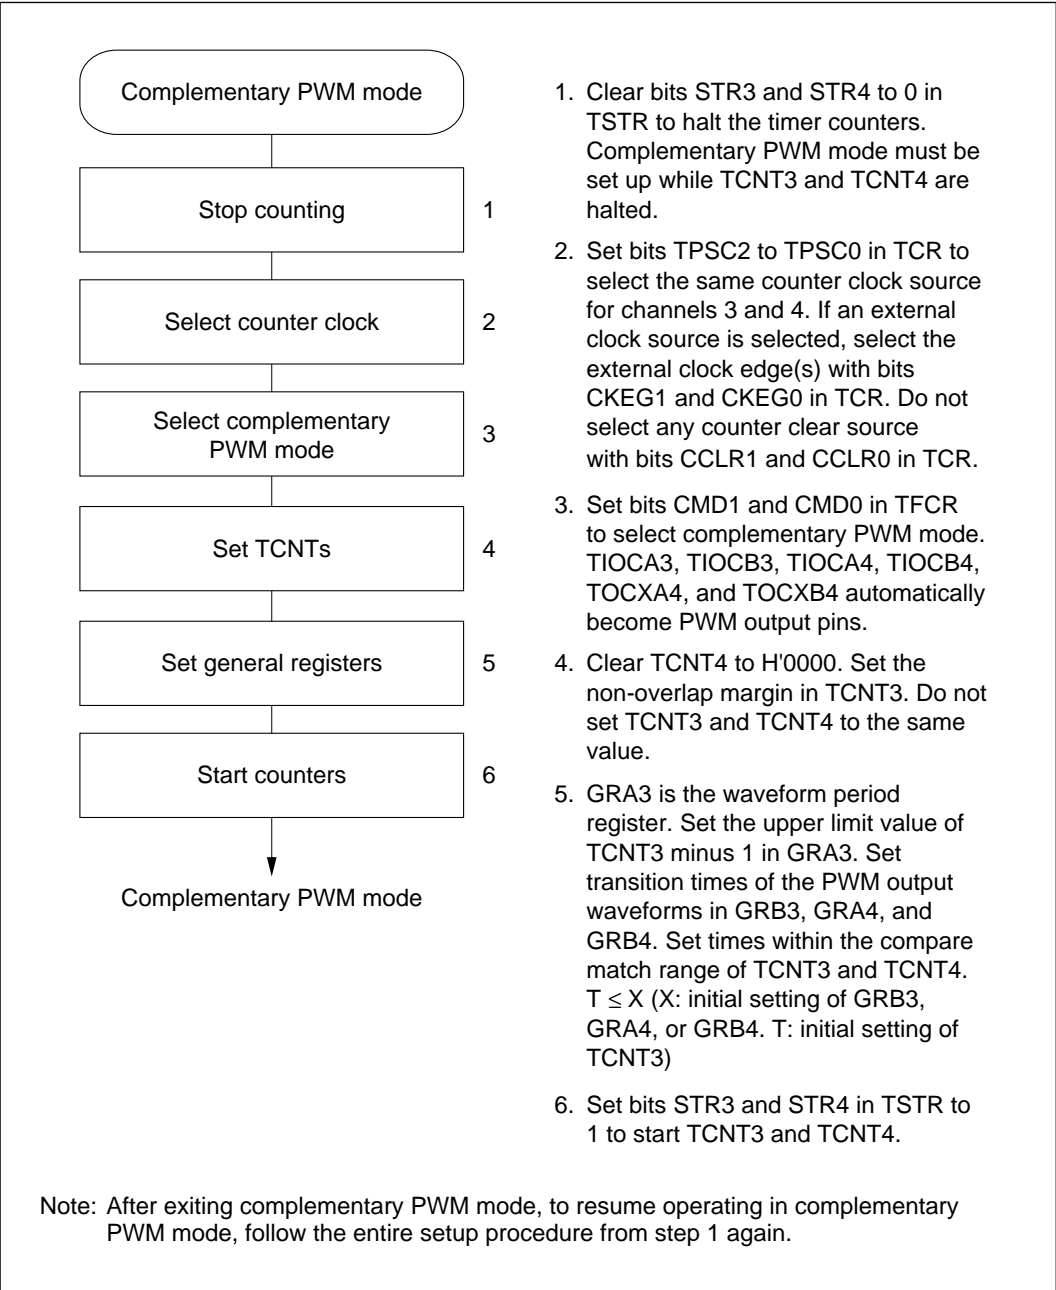 Complementary PWM mode
Stop counting
1
Select counter clock
2
Select complementary
PWM mode
3
Set TCNTs
4
Set general registers
5
Start counters
6
Complementary PWM mode
1. Clear bits STR3 and STR4 to 0 in
TSTR to halt the timer counters.
Complementary PWM mode must be
set up while TCNT3 and TCNT4 are
halted.
2. Set bits TPSC2 to TPSC0 in TCR to
select the same counter clock source
for channels 3 and 4. If an external
clock source is selected, select the
external clock edge(s) with bits
CKEG1 and CKEG0 in TCR. Do not
select any counter clear source
with bits CCLR1 and CCLR0 in TCR.
3. Set bits CMD1 and CMD0 in TFCR
to select complementary PWM mode.
TIOCA3, TIOCB3, TIOCA4, TIOCB4,
TOCXA4, and TOCXB4 automatically
become PWM output pins.
4. Clear TCNT4 to H'0000. Set the
non-overlap margin in TCNT3. Do not
set TCNT3 and TCNT4 to the same
value.
5. GRA3 is the waveform period
register. Set the upper limit value of
TCNT3 minus 1 in GRA3. Set
transition times of the PWM output
waveforms in GRB3, GRA4, and
GRB4. Set times within the compare
match range of TCNT3 and TCNT4.
T ≤ X (X: initial setting of GRB3,
GRA4, or GRB4. T: initial setting of
TCNT3)
6. Set bits STR3 and STR4 in TSTR to
1 to start TCNT3 and TCNT4.
Note: After exiting complementary PWM mode, to resume operating in complementary
PWM mode, follow the entire setup procedure from step 1 again.